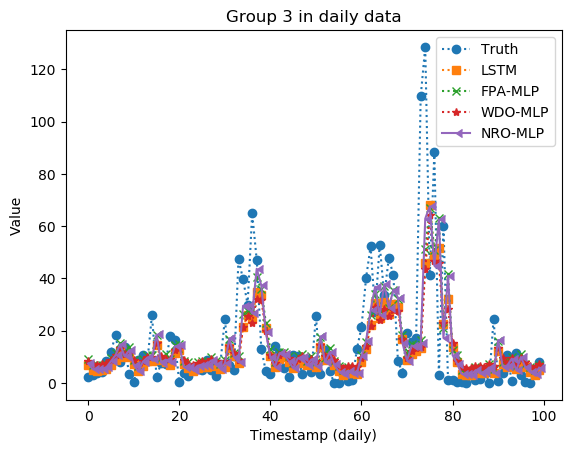 Group 3 in daily data
Truth
LSTM
FPA-MLP
WDO-MLP
NRO-MLP
Value
120
100
80
60
40
20
0
0 20 40 60 80 100
Timestamp (daily)